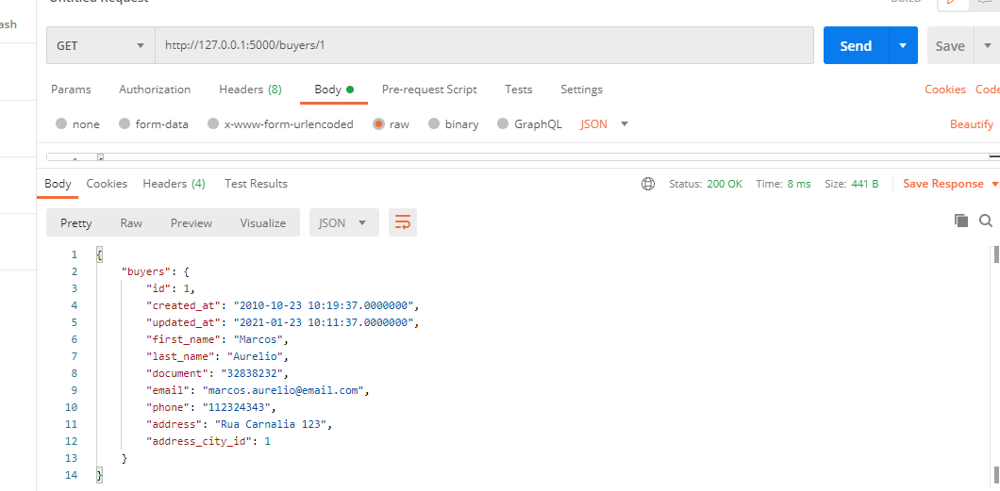 Untitled Request BUILD
ash
GET http://127.0.0.1:5000/buyers/1 Send Save
Params Authorization Headers (8) Body Pre-request Script Tests Settings Cookies Code
none form-data x-www-form-urlencoded raw binary GraphQL JSON Beautify
1 {
Body Cookies Headers (4) Test Results Status: 200 OK Time: 8 ms Size: 441 B Save Response
Pretty Raw Preview Visualize JSON
1 {
2 "buyers": {
3 "id": 1,
4 "created_at": "2010-10-23 10:19:37.0000000",
5 "updated_at": "2021-01-23 10:11:37.0000000",
6 "first_name": "Marcos",
7 "last_name": "Aurelio",
8 "document": "32838232",
9 "email": "marcos.aurelio@email.com",
10 "phone": "112324343",
11 "address": "Rua Carnalia 123",
12 "address_city_id": 1
13 }
14 }